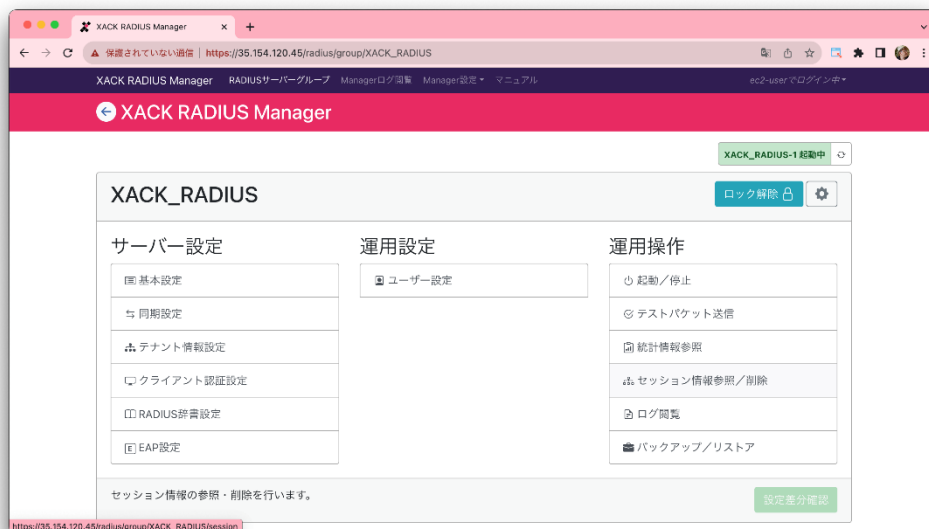 XACK RADIUS Manager
保護されていない通信 | https://35.154.120.45/radius/group/XACK_RADIUS
XACK RADIUS Manager RADIUSサーバーグループ Managerログ閲覧 Manager設定 マニュアル ec2-userでログイン中
XACK RADIUS Manager
XACK_RADIUS-1 起動中
XACK_RADIUS
ロック解除
サーバー設定
基本設定
同期設定
テナント情報設定
クライアント認証設定
RADIUS辞書設定
EAP設定
運用設定
ユーザー設定
運用操作
起動／停止
テストパケット送信
統計情報参照
セッション情報参照／削除
ログ閲覧
バックアップ／リストア
セッション情報の参照・削除を行います。
設定差分確認
https://35.154.120.45/radius/group/XACK_RADIUS/session